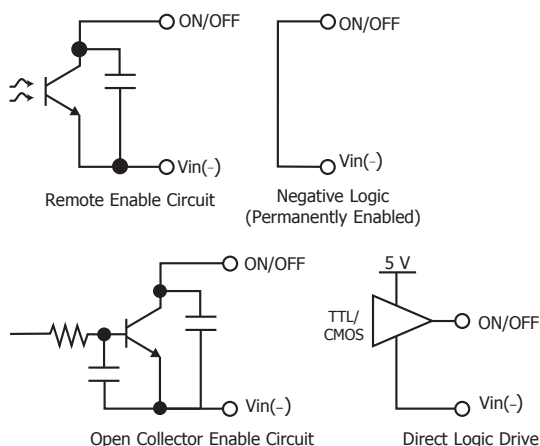 ON/OFF
Vin(–)
Remote Enable Circuit
ON/OFF
Vin(–)
Negative Logic
(Permanently Enabled)
ON/OFF
Vin(–)
Open Collector Enable Circuit
5 V
TTL/
CMOS
ON/OFF
Vin(–)
Direct Logic Drive